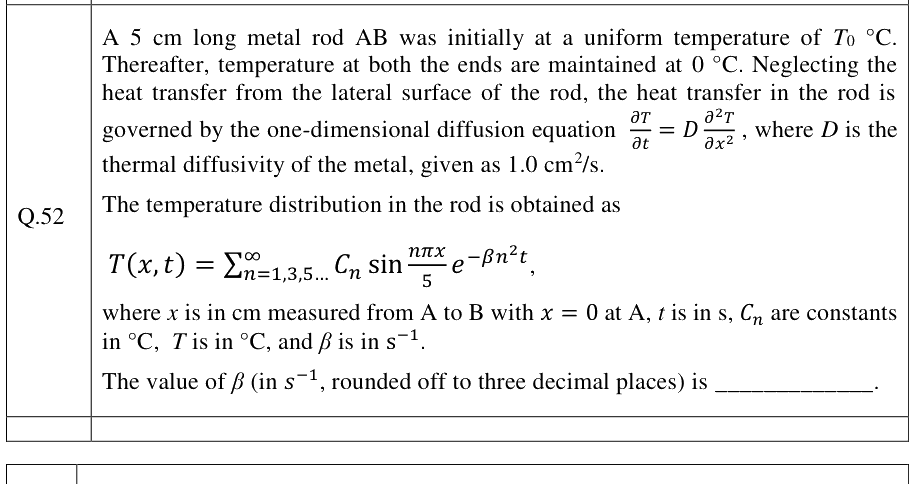 A 5 cm long metal rod AB was initially at a uniform temperature of T₀ °C.
Thereafter, temperature at both the ends are maintained at 0 °C. Neglecting the
heat transfer from the lateral surface of the rod, the heat transfer in the rod is
governed by the one-dimensional diffusion equation ∂T/∂t = D ∂²T/∂x² , where D is the
thermal diffusivity of the metal, given as 1.0 cm²/s.
Q.52
The temperature distribution in the rod is obtained as
T(x, t) = ∑_{n=1,3,5…}^{∞} Cₙ sin (nπx/5) e^{−βn²t},
where x is in cm measured from A to B with x = 0 at A, t is in s, Cₙ are constants
in °C, T is in °C, and β is in s⁻¹.
The value of β (in s⁻¹, rounded off to three decimal places) is _____________.